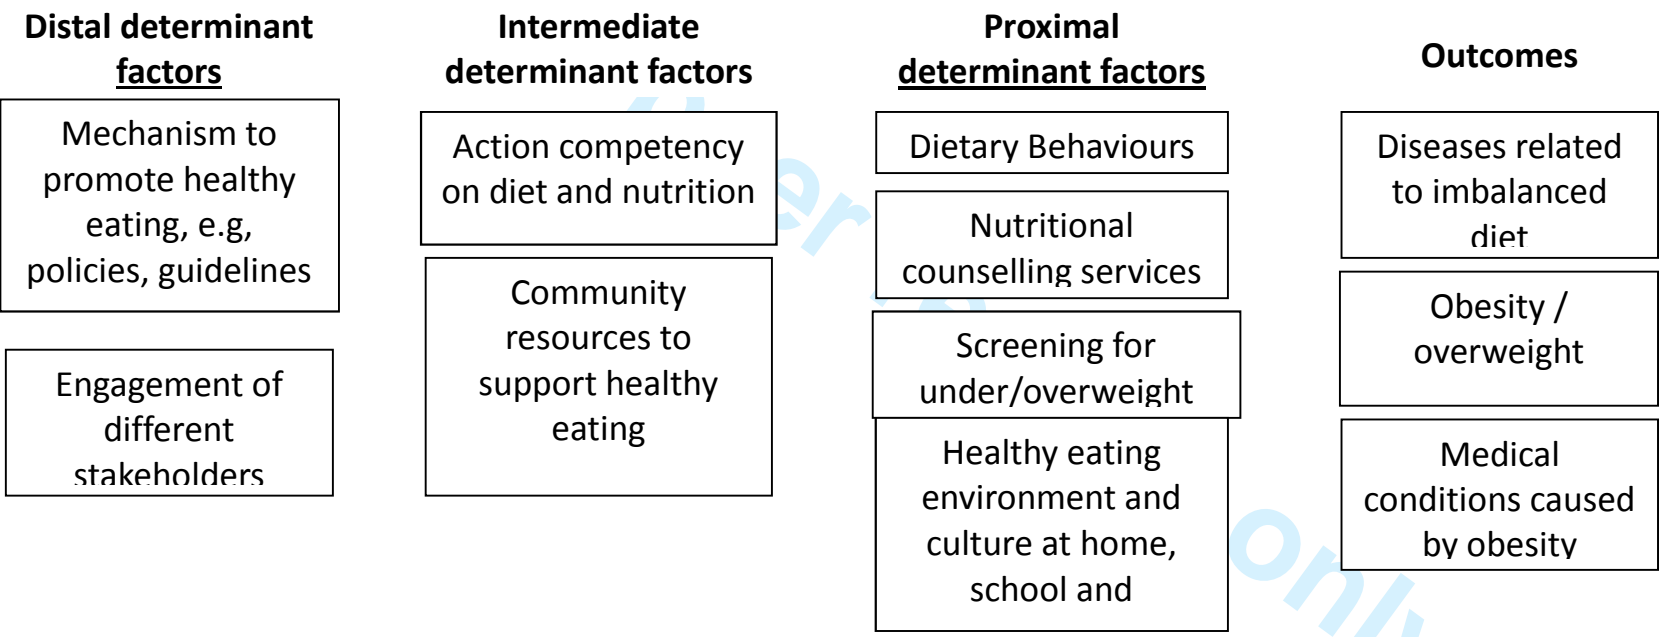 Distal determinant
factors
Mechanism to
promote healthy
eating, e.g,
policies, guidelines
Engagement of
different
stakeholders
Intermediate
determinant factors
Action competency
on diet and nutrition
Community
resources to
support healthy
eating
Proximal
determinant factors
Dietary Behaviours
Nutritional
counselling services
Screening for
under/overweight
Healthy eating
environment and
culture at home,
school and
Outcomes
Diseases related
to imbalanced
diet
Obesity /
overweight
Medical
conditions caused
by obesity
only